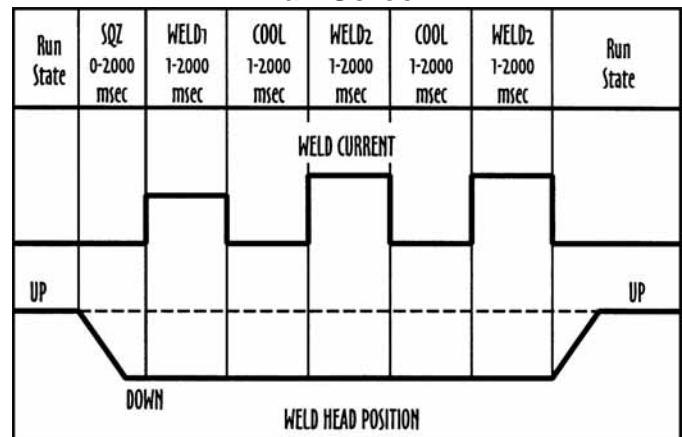 Run
State
SQZ
0-2000
msec
WELD1
1-2000
msec
COOL
1-2000
msec
WELD2
1-2000
msec
COOL
1-2000
msec
WELD2
1-2000
msec
Run
State
WELD CURRENT
UP
UP
DOWN
WELD HEAD POSITION